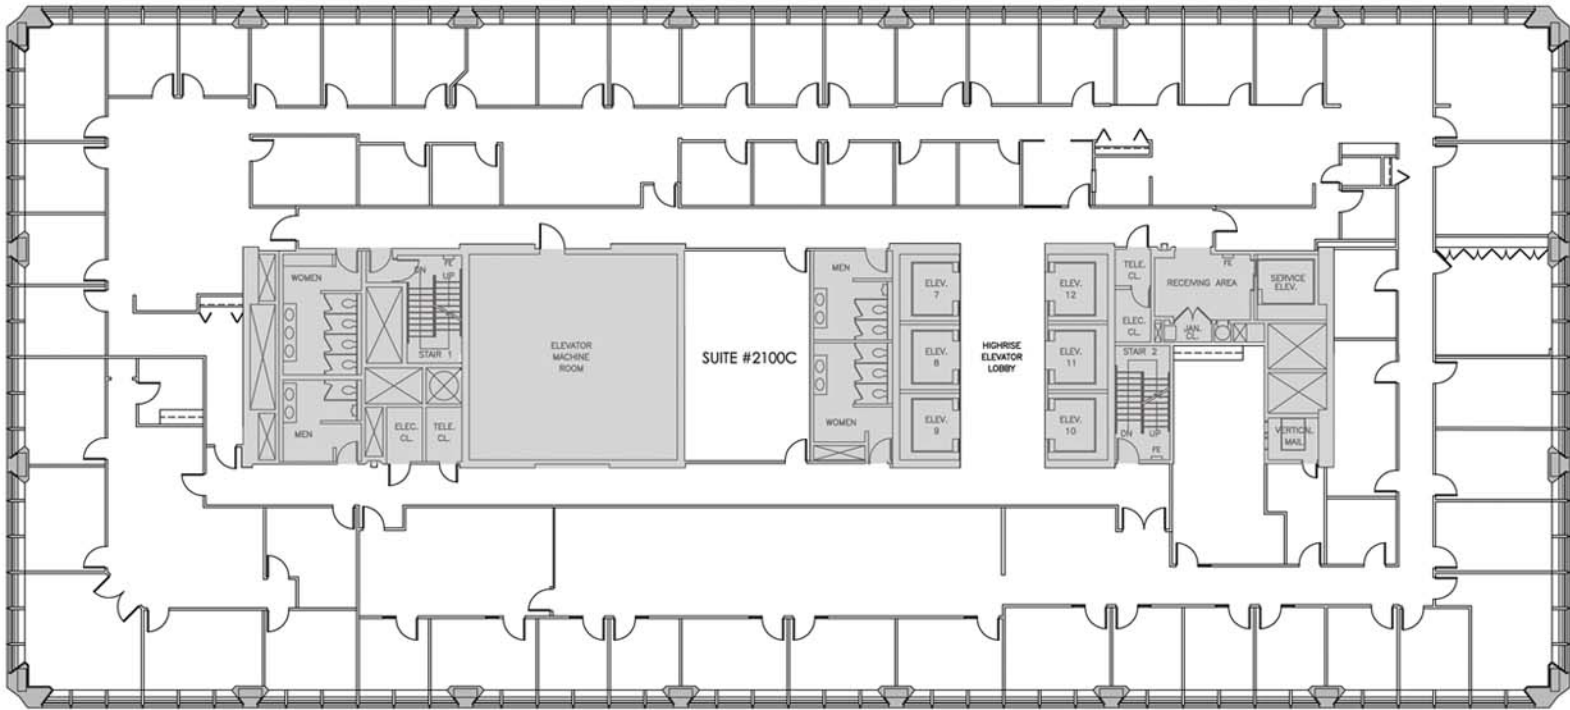 WOMEN
DN
FE
UP
STAIR 1
MEN
ELEC.
CL.
TELE.
CL.
ELEVATOR
MACHINE
ROOM
SUITE #2100C
MEN
WOMEN
ELEV.
7
ELEV.
8
ELEV.
9
HIGHRISE
ELEVATOR
LOBBY
ELEV.
12
ELEV.
11
ELEV.
10
TELE.
CL.
ELEC.
CL.
STAIR 2
DN
UP
FE
RECEIVING AREA
FE
SERVICE
ELEV.
JAN.
CL.
VERTICAL
MAIL